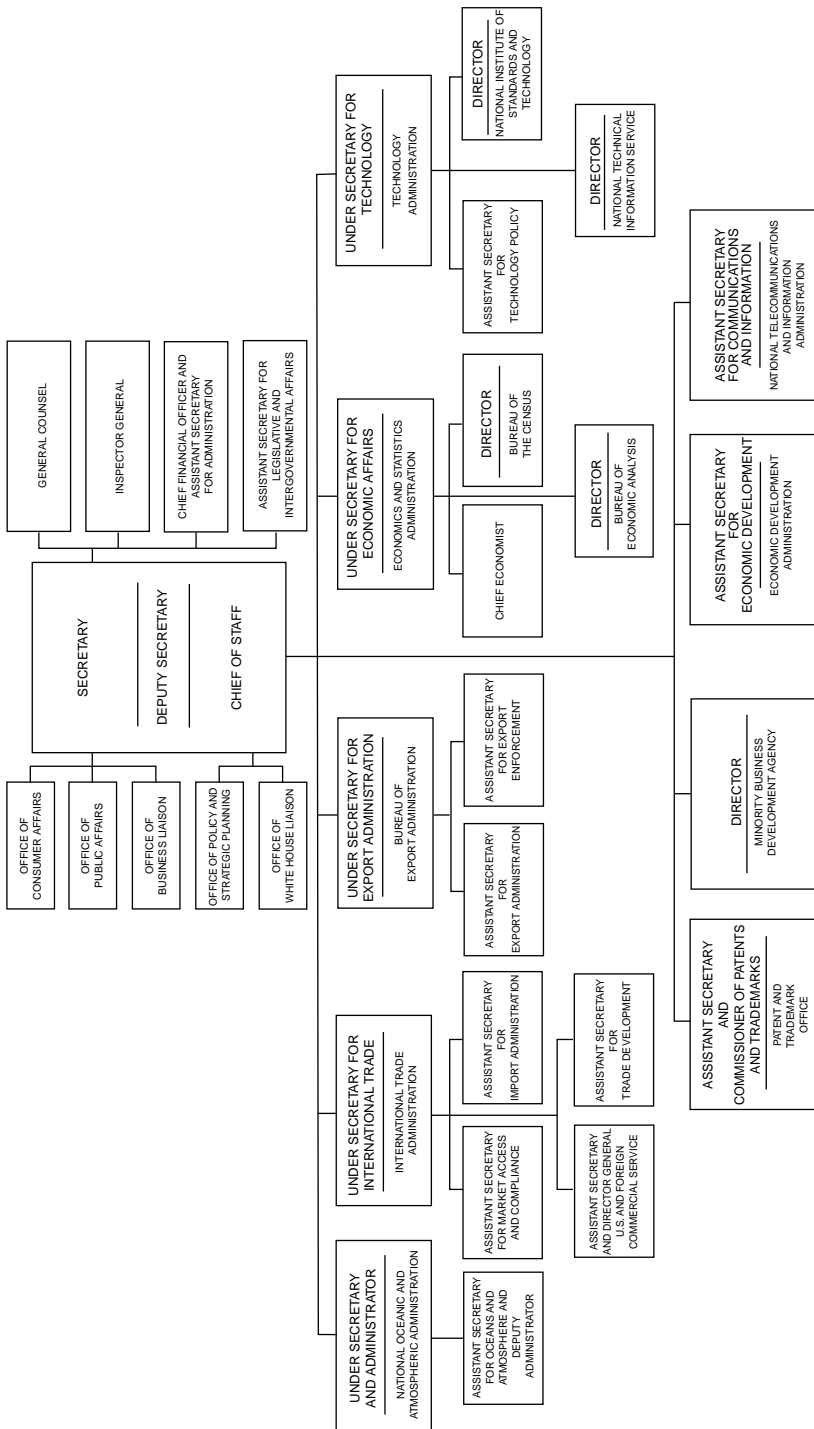 OFFICE OF
CONSUMER AFFAIRS
OFFICE OF
PUBLIC AFFAIRS
OFFICE OF
BUSINESS LIAISON
OFFICE OF POLICY AND
STRATEGIC PLANNING
OFFICE OF
WHITE HOUSE LIAISON
SECRETARY
DEPUTY SECRETARY
CHIEF OF STAFF
GENERAL COUNSEL
INSPECTOR GENERAL
CHIEF FINANCIAL OFFICER AND
ASSISTANT SECRETARY
FOR ADMINISTRATION
ASSISTANT SECRETARY FOR
LEGISLATIVE AND
INTERGOVERNMENTAL AFFAIRS
UNDER SECRETARY
AND ADMINISTRATOR
NATIONAL OCEANIC AND
ATMOSPHERIC ADMINISTRATION
ASSISTANT SECRETARY
FOR OCEANS AND
ATMOSPHERE AND
DEPUTY
ADMINISTRATOR
UNDER SECRETARY FOR
INTERNATIONAL TRADE
INTERNATIONAL TRADE
ADMINISTRATION
ASSISTANT SECRETARY
FOR MARKET ACCESS
AND COMPLIANCE
ASSISTANT SECRETARY
FOR
IMPORT ADMINISTRATION
ASSISTANT SECRETARY
AND DIRECTOR GENERAL
U.S. AND FOREIGN
COMMERCIAL SERVICE
ASSISTANT SECRETARY
FOR
TRADE DEVELOPMENT
UNDER SECRETARY FOR
EXPORT ADMINISTRATION
BUREAU OF
EXPORT ADMINISTRATION
ASSISTANT SECRETARY
FOR
EXPORT ADMINISTRATION
ASSISTANT SECRETARY
FOR EXPORT
ENFORCEMENT
UNDER SECRETARY FOR
ECONOMIC AFFAIRS
ECONOMICS AND STATISTICS
ADMINISTRATION
CHIEF ECONOMIST
DIRECTOR
BUREAU OF
THE CENSUS
DIRECTOR
BUREAU OF
ECONOMIC ANALYSIS
UNDER SECRETARY FOR
TECHNOLOGY
TECHNOLOGY
ADMINISTRATION
ASSISTANT SECRETARY
FOR
TECHNOLOGY POLICY
DIRECTOR
NATIONAL INSTITUTE OF
STANDARDS AND
TECHNOLOGY
DIRECTOR
NATIONAL TECHNICAL
INFORMATION SERVICE
ASSISTANT SECRETARY
AND
COMMISSIONER OF PATENTS
AND TRADEMARKS
PATENT AND
TRADEMARK
OFFICE
DIRECTOR
MINORITY BUSINESS
DEVELOPMENT AGENCY
ASSISTANT SECRETARY
FOR
ECONOMIC DEVELOPMENT
ECONOMIC DEVELOPMENT
ADMINISTRATION
ASSISTANT SECRETARY
FOR COMMUNICATIONS
AND INFORMATION
NATIONAL TELECOMMUNICATIONS
AND INFORMATION
ADMINISTRATION